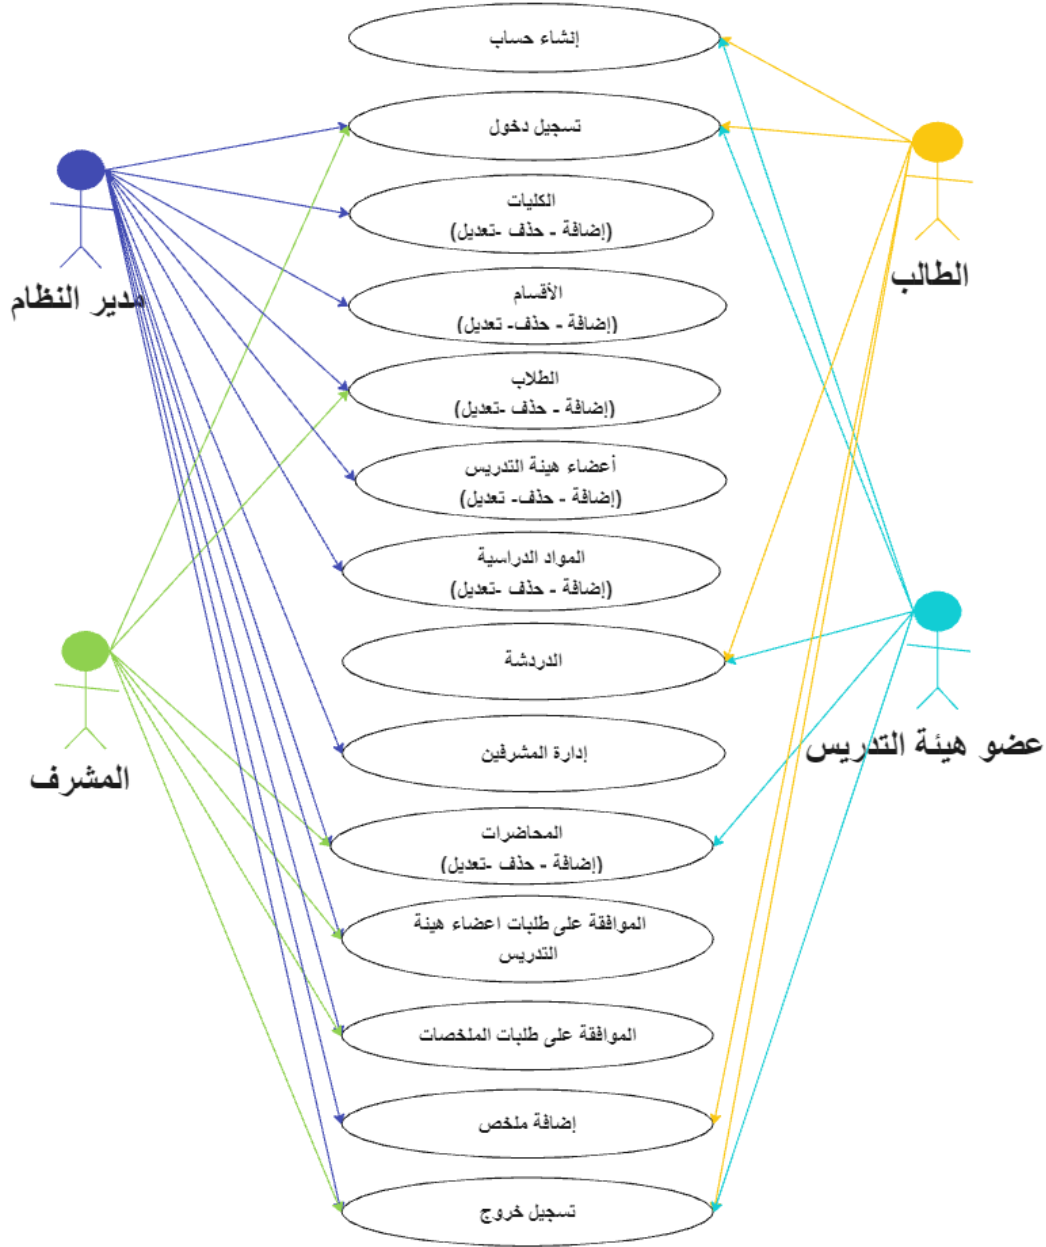 إنشاء حساب
تسجيل دخول
الكليات
(إضافة - حذف -تعديل)
الأقسام
(إضافة - حذف- تعديل)
الطلاب
(إضافة - حذف -تعديل)
أعضاء هيئة التدريس
(إضافة - حذف- تعديل)
المواد الدراسية
(إضافة - حذف -تعديل)
الدردشة
إدارة المشرفين
المحاضرات
(إضافة - حذف -تعديل)
الموافقة على طلبات اعضاء هيئة
التدريس
الموافقة على طلبات الملخصات
إضافة ملخص
تسجيل خروج
الطالب
عضو هيئة التدريس
مدير النظام
المشرف